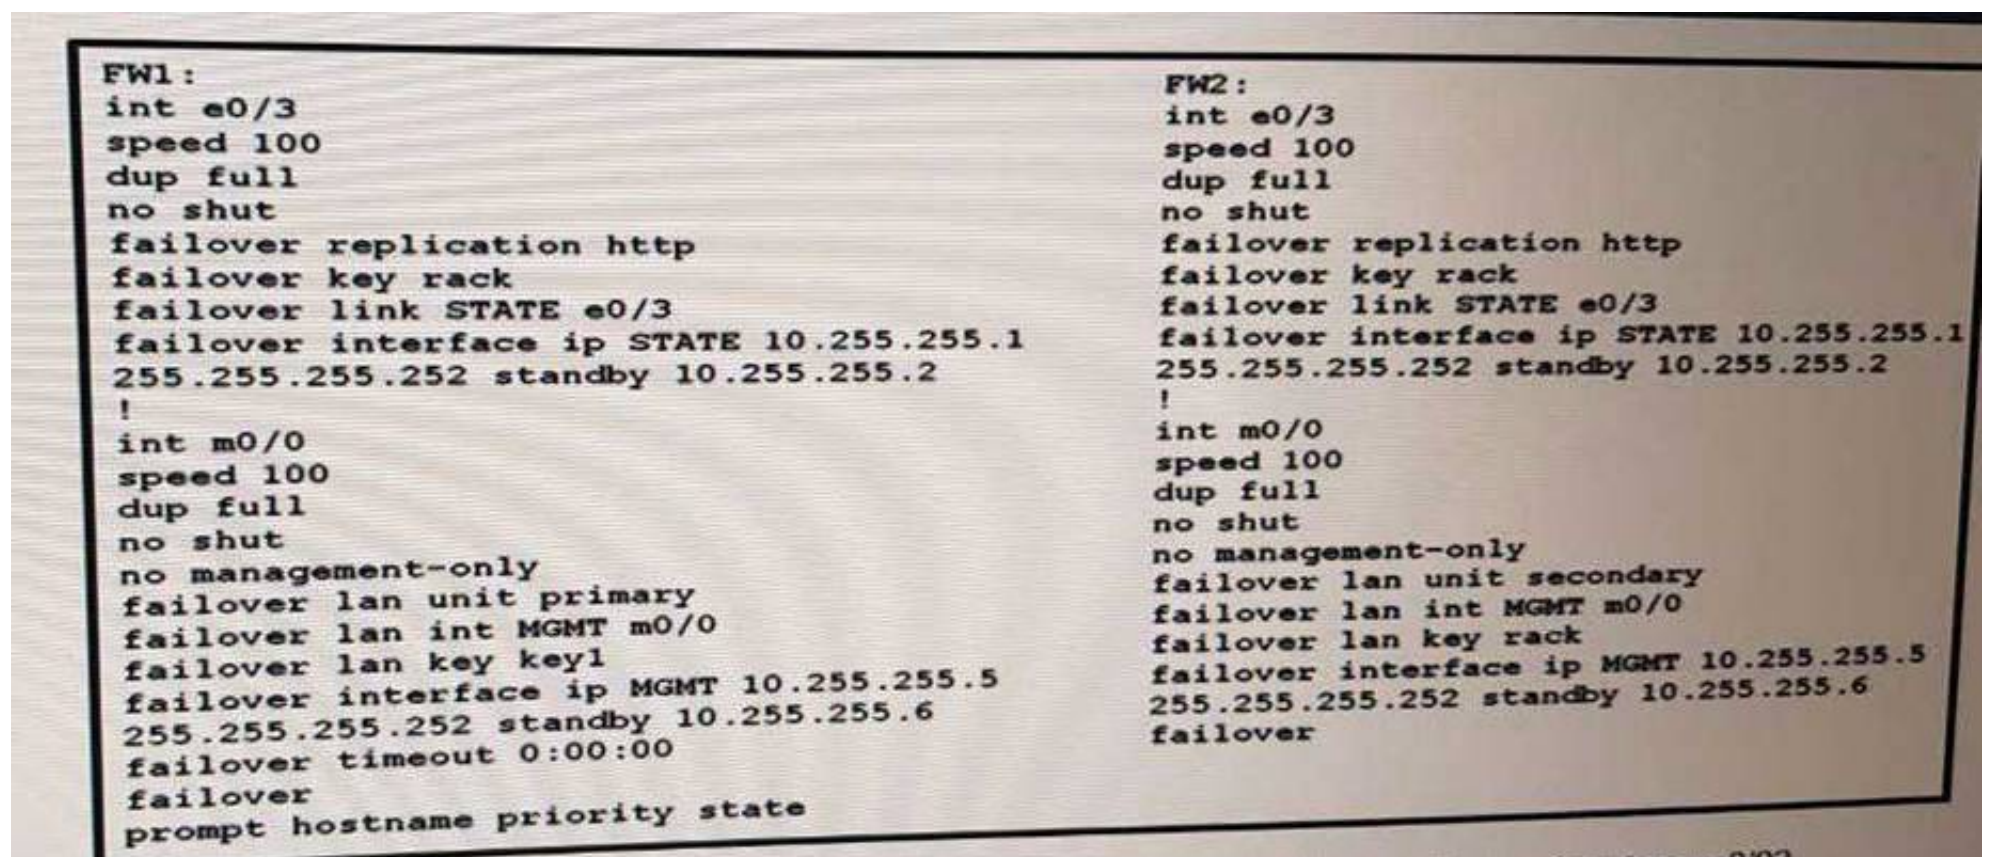 FW1:
int e0/3
speed 100
dup full
no shut
failover replication http
failover key rack
failover link STATE e0/3
failover interface ip STATE 10.255.255.1
255.255.255.252 standby 10.255.255.2
!
int m0/0
speed 100
dup full
no shut
no management-only
failover lan unit primary
failover lan int MGMT m0/0
failover lan key key1
failover interface ip MGMT 10.255.255.5
255.255.255.252 standby 10.255.255.6
failover timeout 0:00:00
failover
prompt hostname priority state
FW2:
int e0/3
speed 100
dup full
no shut
failover replication http
failover key rack
failover link STATE e0/3
failover interface ip STATE 10.255.255.1
255.255.255.252 standby 10.255.255.2
!
int m0/0
speed 100
dup full
no shut
no management-only
failover lan unit secondary
failover lan int MGMT m0/0
failover lan key rack
failover interface ip MGMT 10.255.255.5
255.255.255.252 standby 10.255.255.6
failover